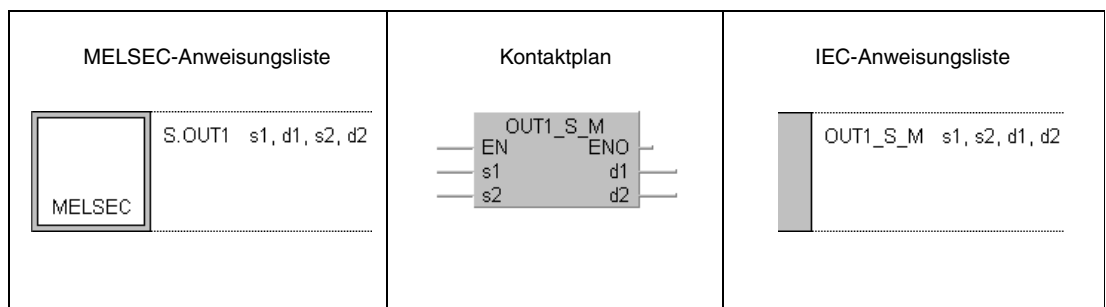 MELSEC-Anweisungsliste
MELSEC
S.OUT1 s1, d1, s2, d2
Kontaktplan
OUT1_S_M
EN ENO
s1 d1
s2 d2
IEC-Anweisungsliste
OUT1_S_M s1, s2, d1, d2